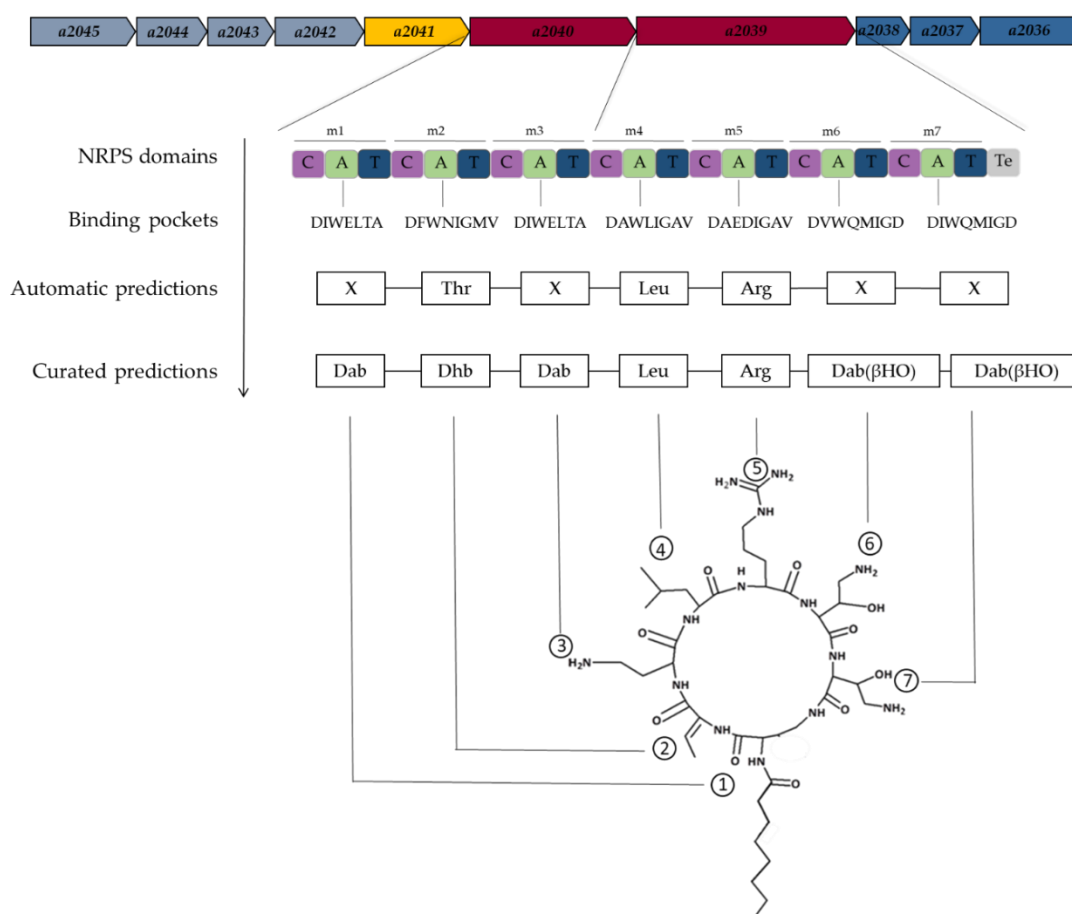 a2045 a2044 a2043 a2042 a2041 a2040 a2039 a2038 a2037 a2036
m1 m2 m3 m4 m5 m6 m7
NRPS domains C A T C A T C A T C A T C A T C A T C A T Te
Binding pockets DIWELTA DFWNIGMV DIWELTA DAWLIGAV DAEDIGAV DVWQMIGD DIWQMIGD
Automatic predictions X Thr X Leu Arg X X
Curated predictions Dab Dhb Dab Leu Arg Dab(βHO) Dab(βHO)
5
H₂N NH₂
NH
4 6
O H N O NH₂
OH
NH NH
O O
3 H₂N NH
OH 7
NH O NH₂
O NH O NH
2 O HN
1 O